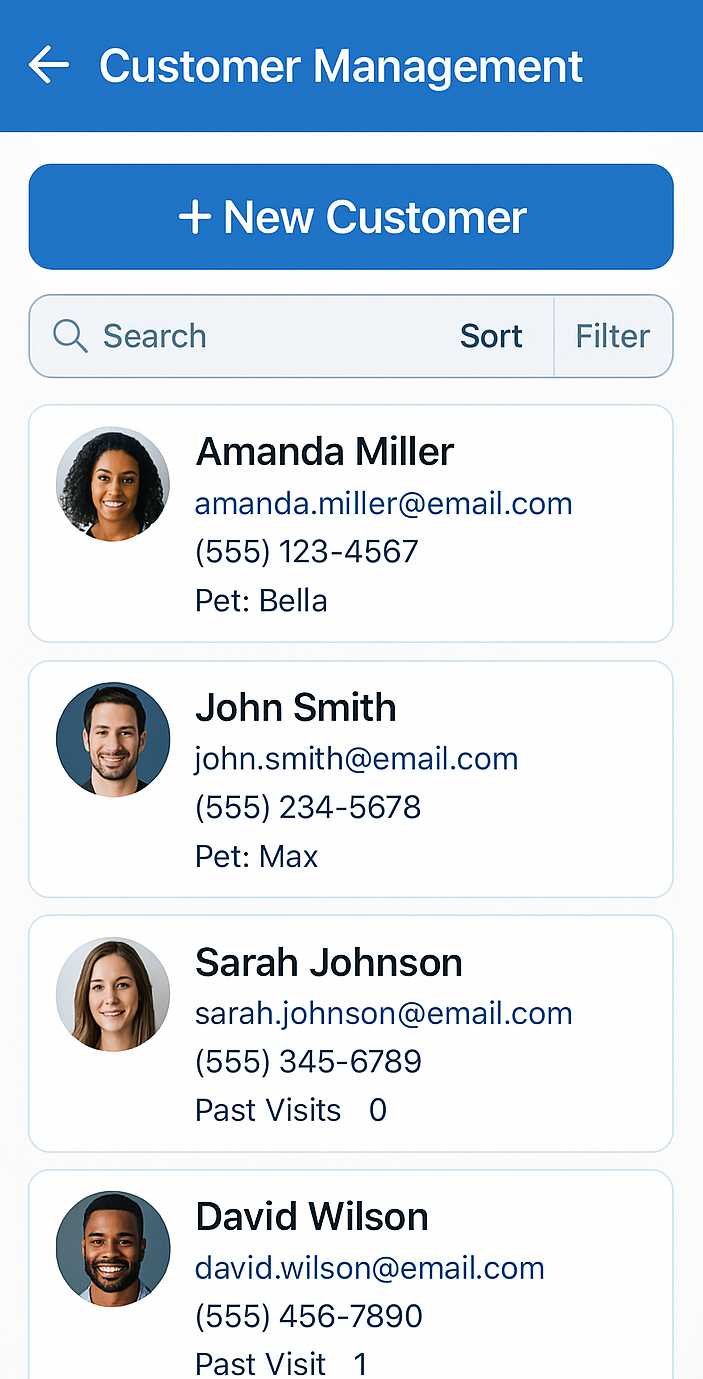 Customer Management
+ New Customer
Search Sort Filter
Amanda Miller
amanda.miller@email.com
(555) 123-4567
Pet: Bella
John Smith
john.smith@email.com
(555) 234-5678
Pet: Max
Sarah Johnson
sarah.johnson@email.com
(555) 345-6789
Past Visits 0
David Wilson
david.wilson@email.com
(555) 456-7890
Past Visit 1